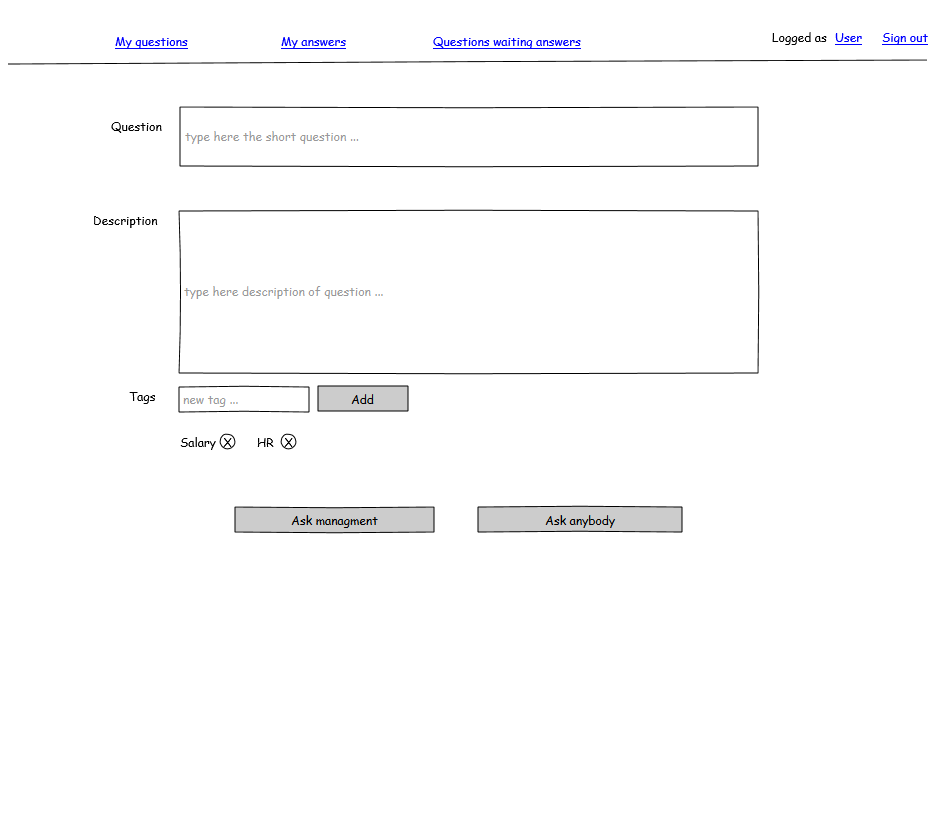 My questions My answers Questions waiting answers Logged as User Sign out
Question
type here the short question ...
Description
type here description of question ...
Tags new tag ... Add
Salary X HR X
Ask managment Ask anybody